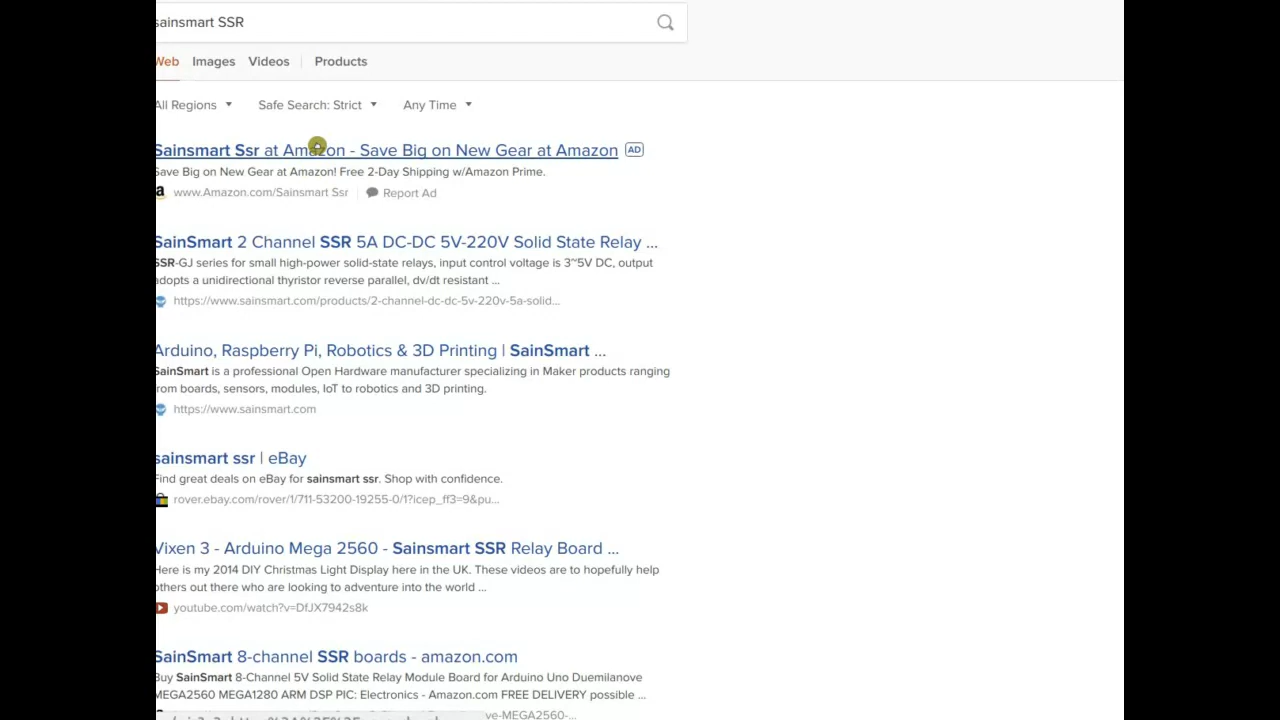 sainsmart SSR
Web Images Videos Products
All Regions Safe Search: Strict Any Time
Sainsmart Ssr at Amazon - Save Big on New Gear at Amazon AD
Save Big on New Gear at Amazon! Free 2-Day Shipping w/Amazon Prime.
www.Amazon.com/Sainsmart Ssr Report Ad
SainSmart 2 Channel SSR 5A DC-DC 5V-220V Solid State Relay ...
SSR-GJ series for small high-power solid-state relays, input control voltage is 3~5V DC, output
adopts a unidirectional thyristor reverse parallel, dv/dt resistant ...
https://www.sainsmart.com/products/2-channel-dc-dc-5v-220v-5a-solid...
Arduino, Raspberry Pi, Robotics & 3D Printing | SainSmart ...
SainSmart is a professional Open Hardware manufacturer specializing in Maker products ranging
from boards, sensors, modules, IoT to robotics and 3D printing.
https://www.sainsmart.com
sainsmart ssr | eBay
Find great deals on eBay for sainsmart ssr. Shop with confidence.
rover.ebay.com/rover/1/711-53200-19255-0/1?icep_ff3=9&pu...
Vixen 3 - Arduino Mega 2560 - Sainsmart SSR Relay Board ...
Here is my 2014 DIY Christmas Light Display here in the UK. These videos are to hopefully help
others out there who are looking to adventure into the world ...
youtube.com/watch?v=DfJX7942s8k
SainSmart 8-channel SSR boards - amazon.com
Buy SainSmart 8-Channel 5V Solid State Relay Module Board for Arduino Uno Duemilanove
MEGA2560 MEGA1280 ARM DSP PIC: Electronics - Amazon.com FREE DELIVERY possible ...
ve-MEGA2560-...